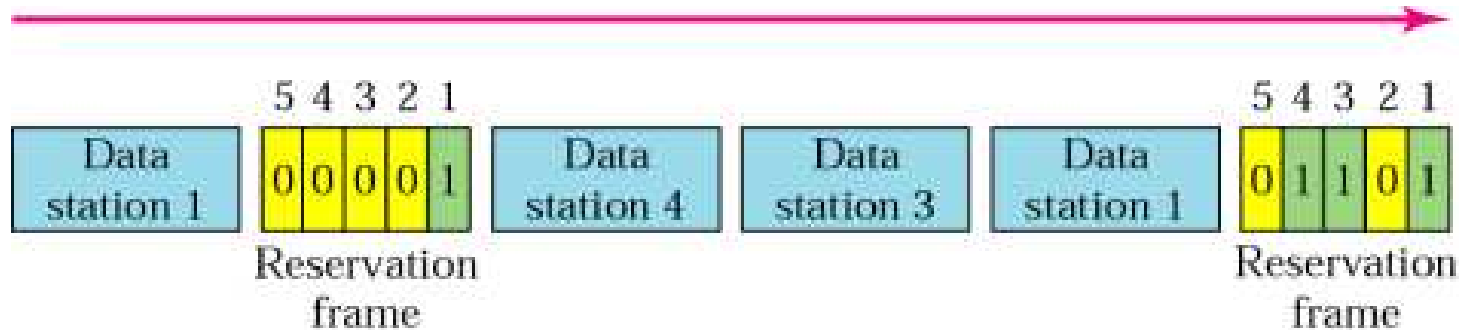 5 4 3 2 1
5 4 3 2 1
Data
station 1
0 0 0 0 1
Data
station 4
Data
station 3
Data
station 1
0 1 1 0 1
Reservation
frame
Reservation
frame